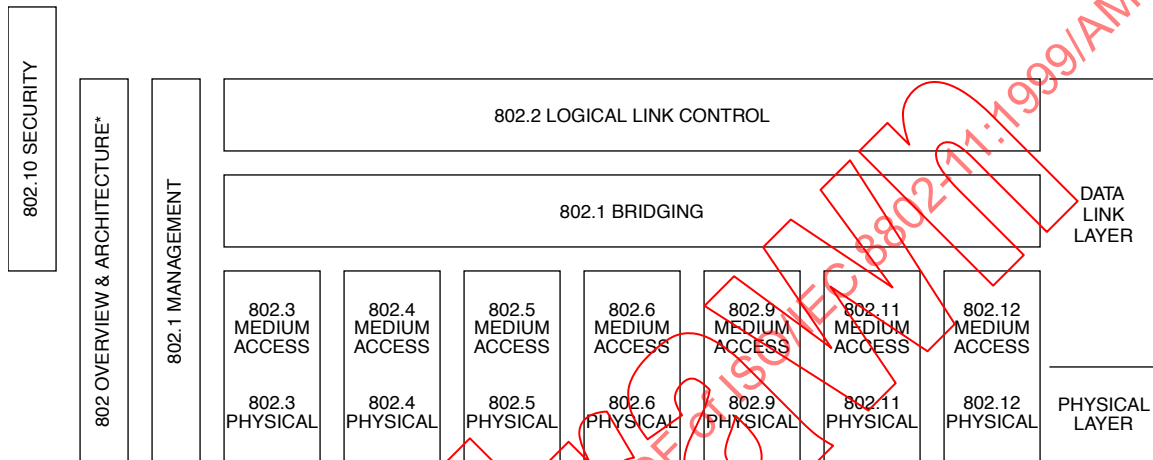 802.10 SECURITY
802 OVERVIEW & ARCHITECTURE*
802.1 MANAGEMENT
802.2 LOGICAL LINK CONTROL
802.1 BRIDGING
DATA
LINK
LAYER
802.3
MEDIUM
ACCESS
802.4
MEDIUM
ACCESS
802.5
MEDIUM
ACCESS
802.6
MEDIUM
ACCESS
802.9
MEDIUM
ACCESS
802.11
MEDIUM
ACCESS
802.12
MEDIUM
ACCESS
802.3
PHYSICAL
802.4
PHYSICAL
802.5
PHYSICAL
802.6
PHYSICAL
802.9
PHYSICAL
802.11
PHYSICAL
802.12
PHYSICAL
PHYSICAL
LAYER
of ISO/IEC 8802-11:1999/AM